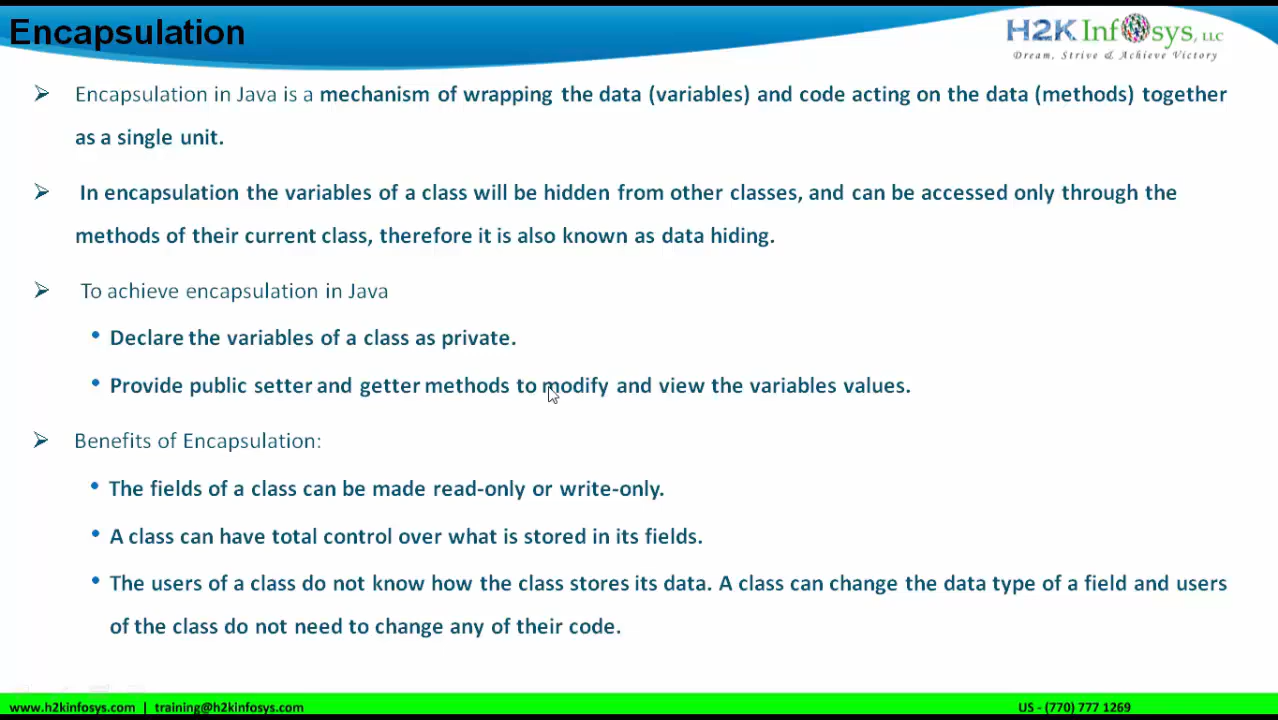 Encapsulation
H2K Infosys, LLC
Dream, Strive & Achieve Victory
Encapsulation in Java is a mechanism of wrapping the data (variables) and code acting on the data (methods) together
as a single unit.
In encapsulation the variables of a class will be hidden from other classes, and can be accessed only through the
methods of their current class, therefore it is also known as data hiding.
To achieve encapsulation in Java
• Declare the variables of a class as private.
• Provide public setter and getter methods to modify and view the variables values.
Benefits of Encapsulation:
• The fields of a class can be made read-only or write-only.
• A class can have total control over what is stored in its fields.
• The users of a class do not know how the class stores its data. A class can change the data type of a field and users
of the class do not need to change any of their code.
www.h2kinfosys.com | training@h2kinfosys.com
US - (770) 777 1269